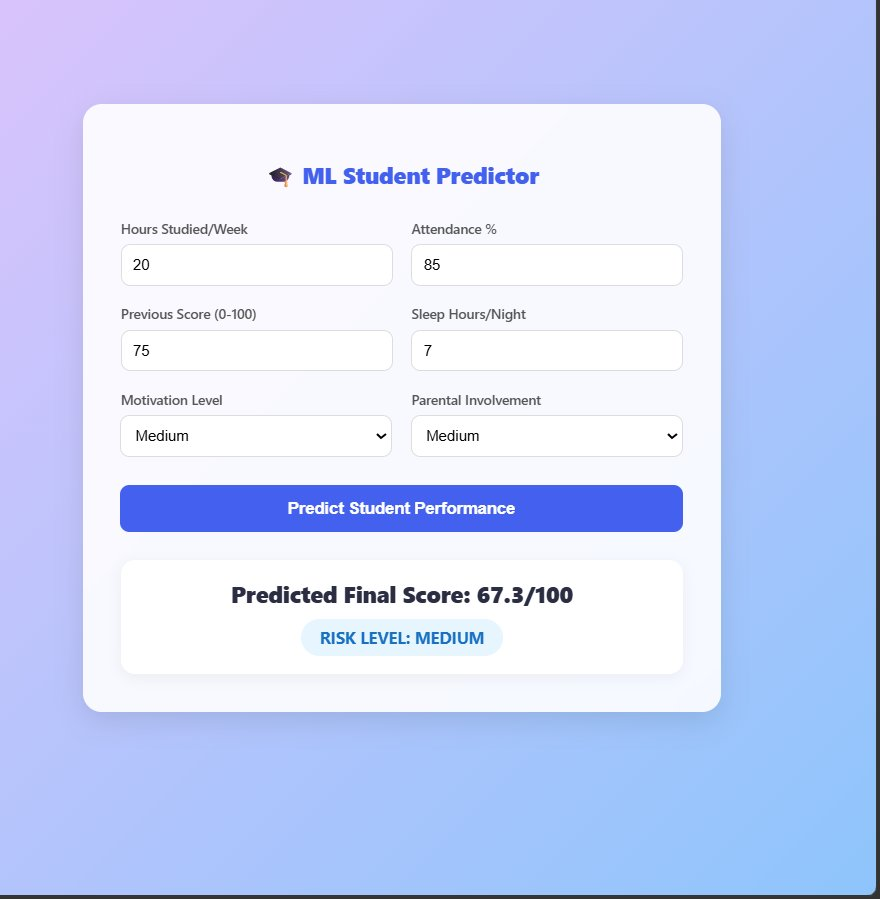 🎓 ML Student Predictor
Hours Studied/Week Attendance %
20 85
Previous Score (0-100) Sleep Hours/Night
75 7
Motivation Level Parental Involvement
Medium Medium
Predict Student Performance
Predicted Final Score: 67.3/100
RISK LEVEL: MEDIUM